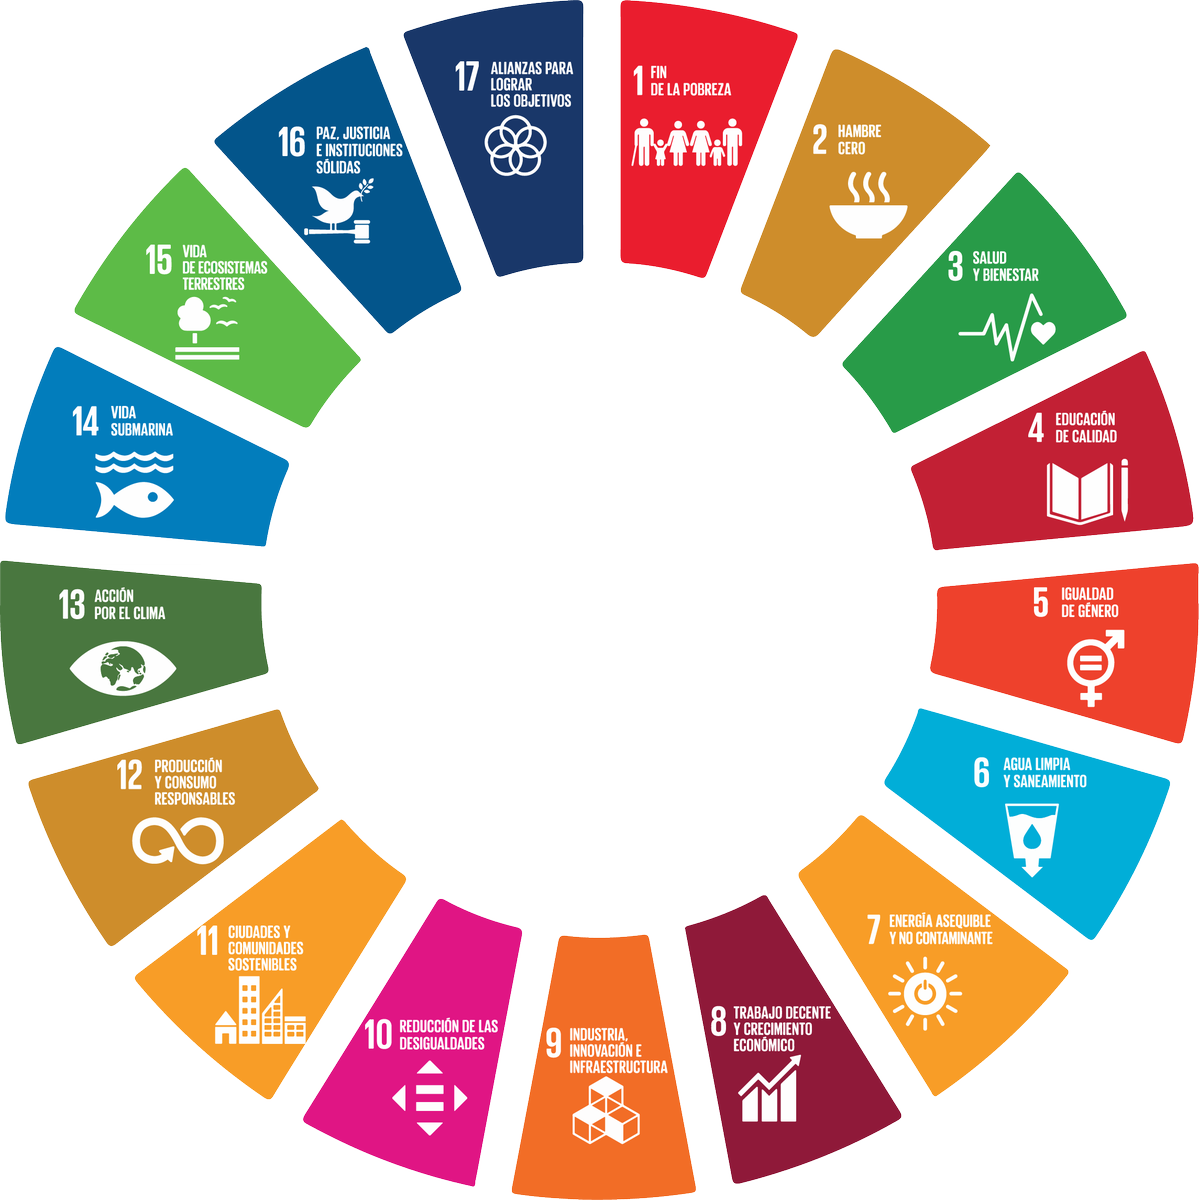 1 FIN
DE LA POBREZA
2 HAMBRE
CERO
3 SALUD
Y BIENESTAR
4 EDUCACIÓN
DE CALIDAD
5 IGUALDAD
DE GÉNERO
6 AGUA LIMPIA
Y SANEAMIENTO
7 ENERGÍA ASEQUIBLE
Y NO CONTAMINANTE
8 TRABAJO DECENTE
Y CRECIMIENTO
ECONÓMICO
9 INDUSTRIA,
INNOVACIÓN E
INFRAESTRUCTURA
10 REDUCCIÓN DE LAS
DESIGUALDADES
11 CIUDADES Y
COMUNIDADES
SOSTENIBLES
12 PRODUCCIÓN
Y CONSUMO
RESPONSABLES
13 ACCIÓN
POR EL CLIMA
14 VIDA
SUBMARINA
15 VIDA
DE ECOSISTEMAS
TERRESTRES
16 PAZ, JUSTICIA
E INSTITUCIONES
SÓLIDAS
17 ALIANZAS PARA
LOGRAR
LOS OBJETIVOS